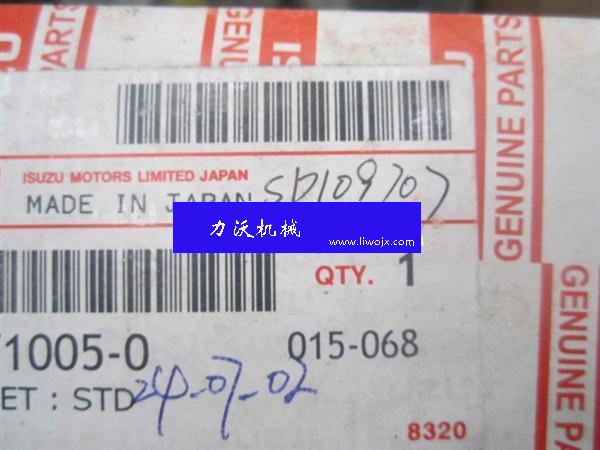 GENUINE PARTS
ISUZU MOTORS LIMITED JAPAN
MADE IN JAPAN SD109707
力沃机械
www.liwojx.com
QTY. 1
1005-0 015-068
ET : STD 24-07-02
8320
GENUINE PARTS
GENUINE PARTS